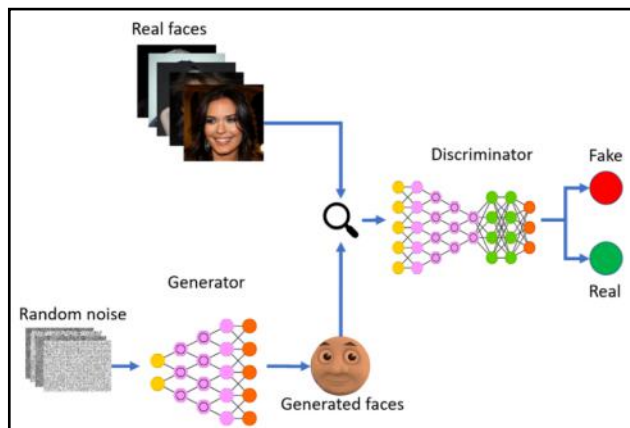 Real faces
Discriminator
Fake
Generator
Real
Random noise
Generated faces